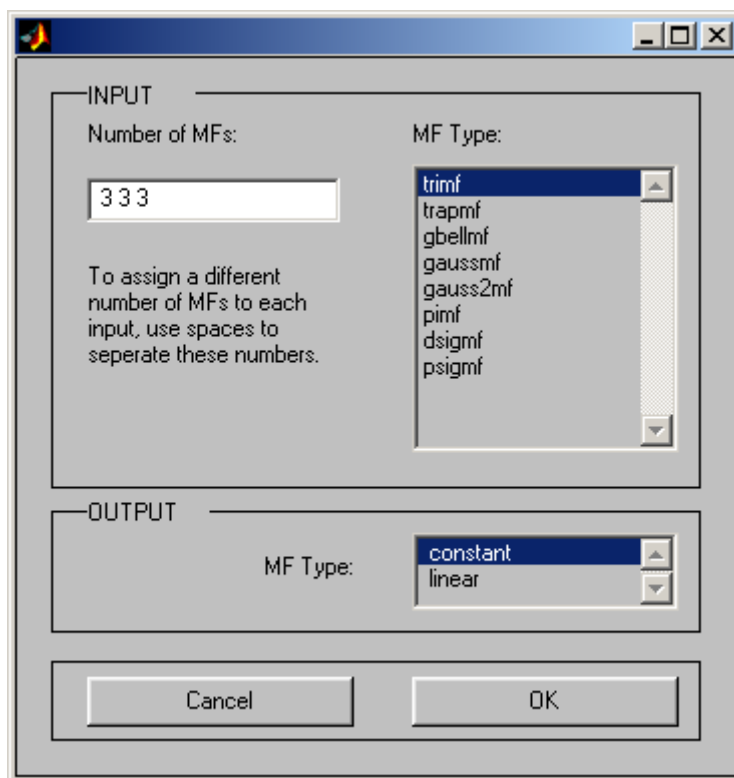 INPUT
Number of MFs:
3 3 3
To assign a different
number of MFs to each
input, use spaces to
seperate these numbers.
MF Type:
trimf
trapmf
gbellmf
gaussmf
gauss2mf
pimf
dsigmf
psigmf
OUTPUT
MF Type:
constant
linear
Cancel
OK